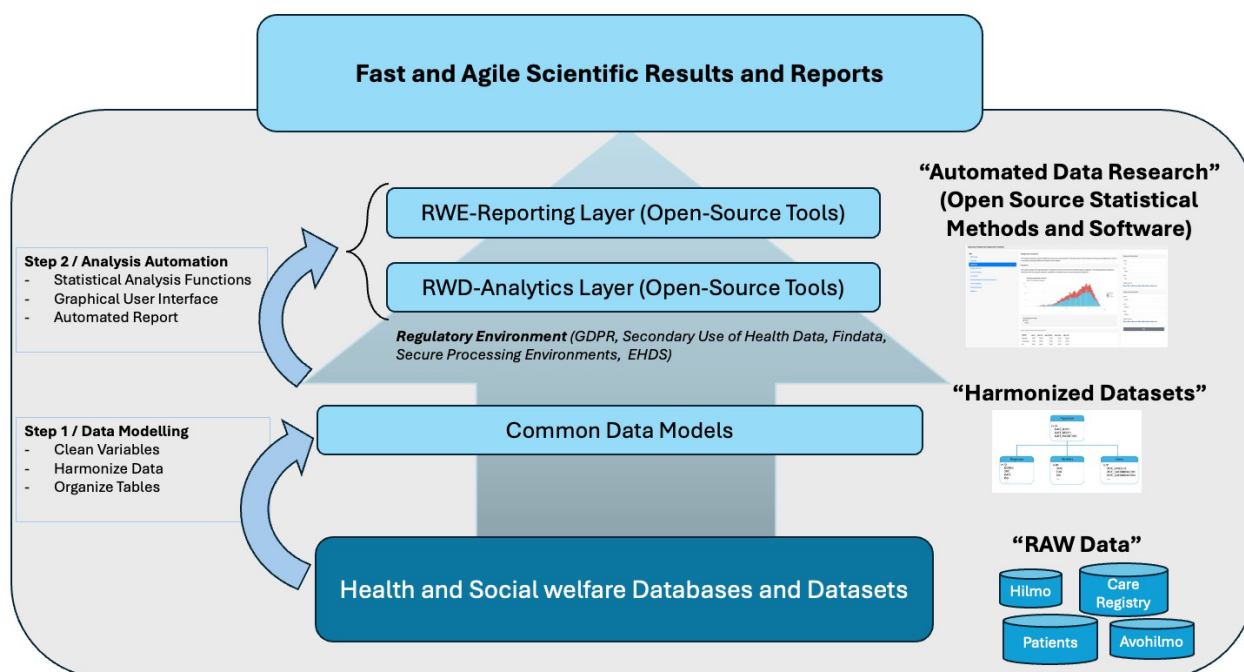 Fast and Agile Scientific Results and Reports
"Automated Data Research"
(Open Source Statistical
Methods and Software)
RWE-Reporting Layer (Open-Source Tools)
RWD-Analytics Layer (Open-Source Tools)
Regulatory Environment (GDPR, Secondary Use of Health Data, Findata,
Secure Processing Environments, EHDS)
Step 2 / Analysis Automation
- Statistical Analysis Functions
- Graphical User Interface
- Automated Report
"Harmonized Datasets"
Common Data Models
Step 1 / Data Modelling
- Clean Variables
- Harmonize Data
- Organize Tables
"RAW Data"
Health and Social welfare Databases and Datasets
Hilmo
Care
Registry
Patients
Avohilmo